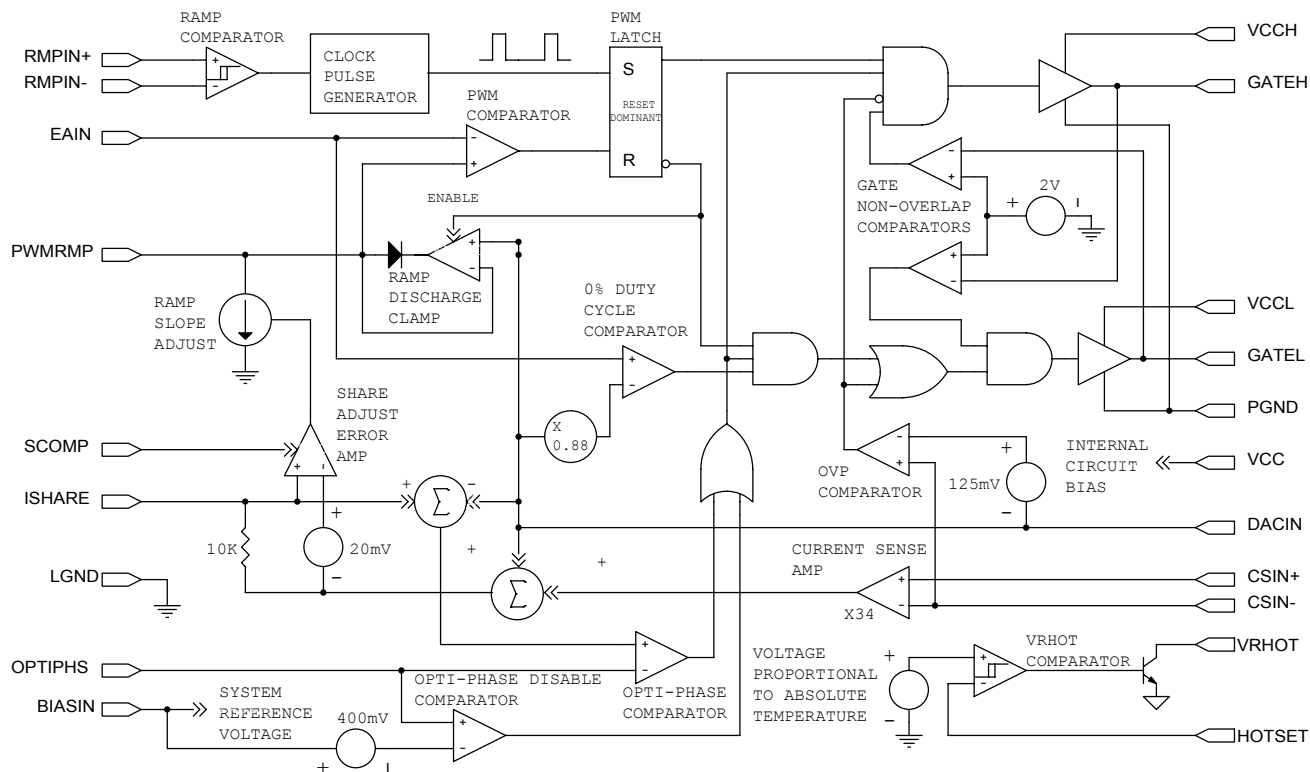 RAMP
COMPARATOR
RMPIN+
RMPIN-
+
-
CLOCK
PULSE
GENERATOR
PWM
LATCH
S
RESET
DOMINANT
R
VCCH
GATEH
EAIN
PWM
COMPARATOR
-
+
ENABLE
GATE
NON-OVERLAP
COMPARATORS
-
+
+
-
+ 2V -
PWMRMP
+
-
RAMP
DISCHARGE
CLAMP
RAMP
SLOPE
ADJUST
0% DUTY
CYCLE
COMPARATOR
+
-
X
0.88
VCCL
GATEL
PGND
SHARE
ADJUST
ERROR
AMP
SCOMP
+ -
ISHARE
+ Σ -
10K
+
20mV
-
LGND
+
Σ
+
OVP
COMPARATOR
-
+
+
125mV
-
INTERNAL
CIRCUIT
BIAS
VCC
DACIN
CURRENT SENSE
AMP
X34
+
-
CSIN+
CSIN-
OPTIPHS
BIASIN
SYSTEM
REFERENCE
VOLTAGE
400mV
+ -
OPTI-PHASE DISABLE
COMPARATOR
+
-
+
-
OPTI-PHASE
COMPARATOR
VOLTAGE
PROPORTIONAL
TO ABSOLUTE
TEMPERATURE
+
-
+
-
VRHOT
COMPARATOR
VRHOT
HOTSET